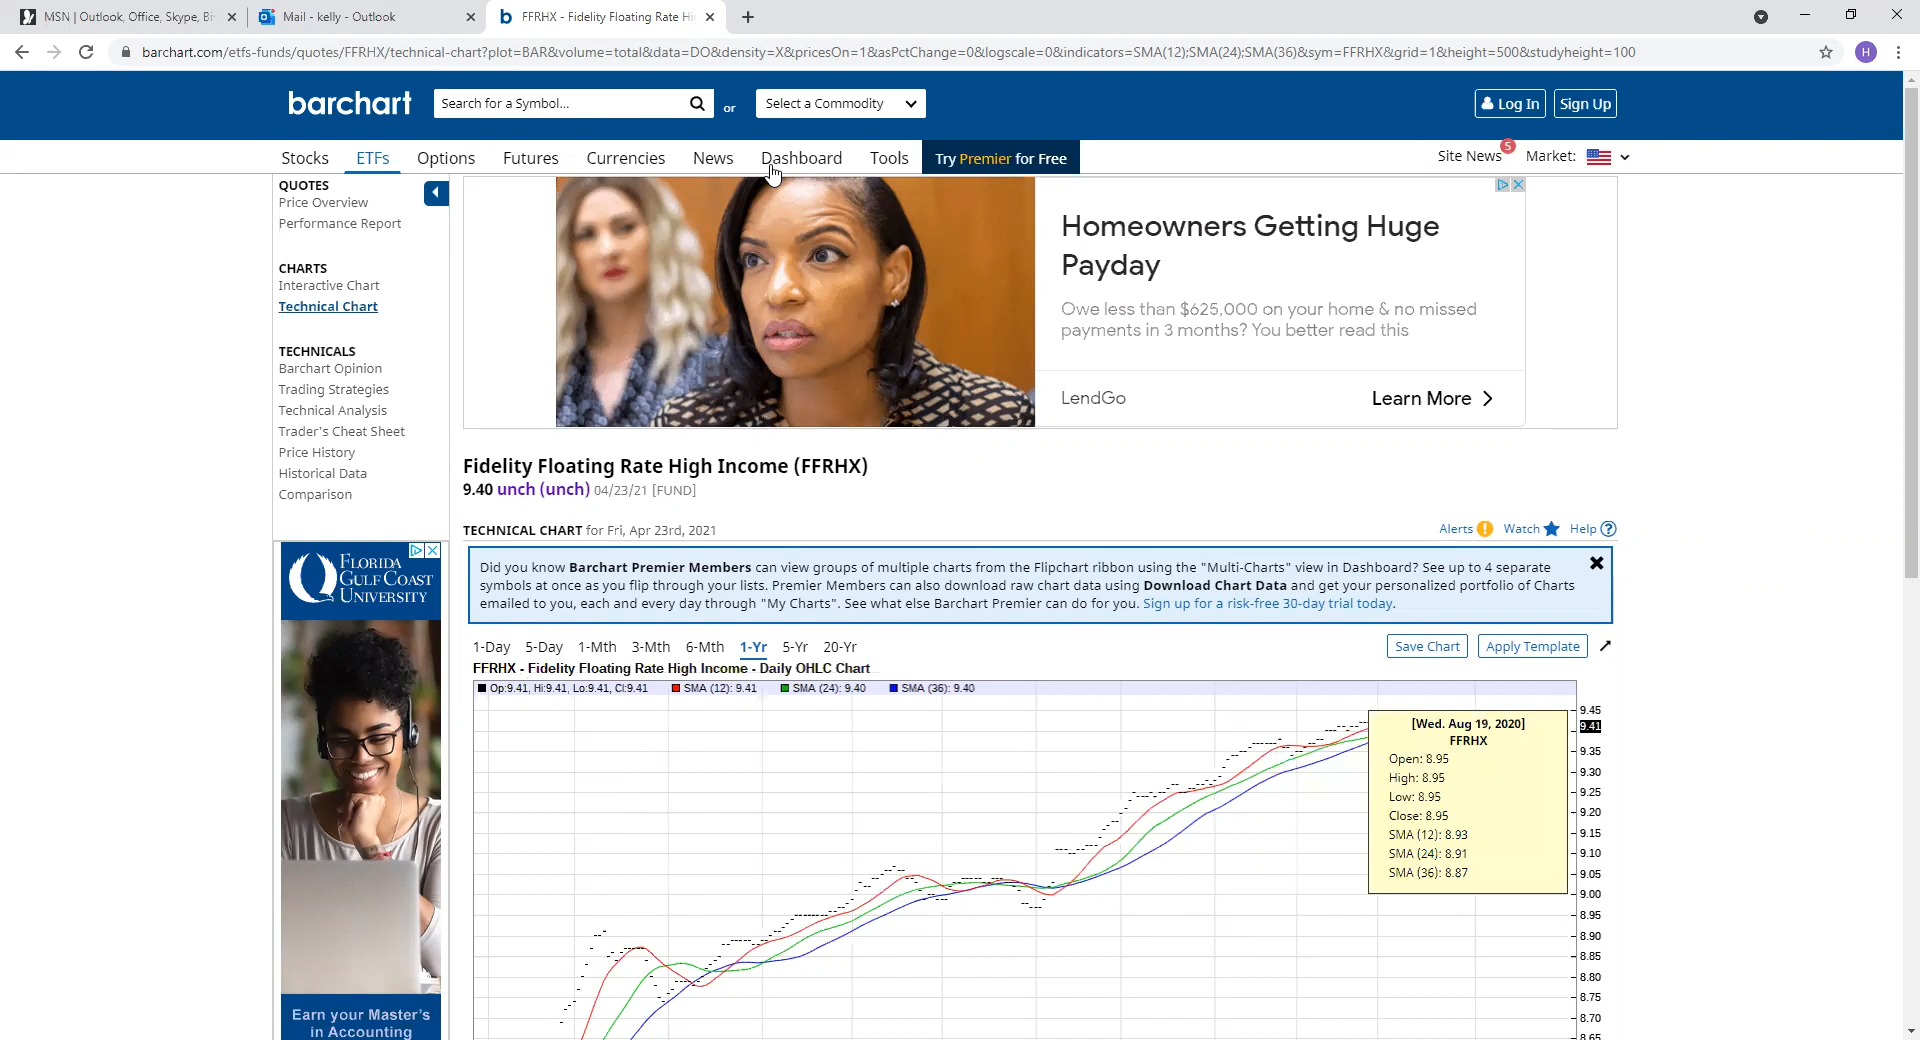 MSN | Outlook, Office, Skype, Bi
Mail - kelly - Outlook
FFRHX - Fidelity Floating Rate Hi
barchart.com/etfs-funds/quotes/FFRHX/technical-chart?plot=BAR&volume=total&data=DO&density=X&pricesOn=1&asPctChange=0&logscale=0&indicators=SMA(12);SMA(24);SMA(36)&sym=FFRHX&grid=1&height=500&studyheight=100
H
barchart
Search for a Symbol...
or
Select a Commodity
Log In
Sign Up
Stocks
ETFs
Options
Futures
Currencies
News
Dashboard
Tools
Try Premier for Free
Site News
5
Market:
QUOTES
Price Overview
Performance Report
CHARTS
Interactive Chart
Technical Chart
TECHNICALS
Barchart Opinion
Trading Strategies
Technical Analysis
Trader's Cheat Sheet
Price History
Historical Data
Comparison
FLORIDA
GULF COAST
UNIVERSITY
Earn your Master's
in Accounting
Homeowners Getting Huge
Payday
Owe less than $625,000 on your home & no missed
payments in 3 months? You better read this
LendGo
Learn More
Fidelity Floating Rate High Income (FFRHX)
9.40 unch (unch) 04/23/21 [FUND]
TECHNICAL CHART for Fri, Apr 23rd, 2021
Alerts
Watch
Help
Did you know Barchart Premier Members can view groups of multiple charts from the Flipchart ribbon using the "Multi-Charts" view in Dashboard? See up to 4 separate
symbols at once as you flip through your lists. Premier Members can also download raw chart data using Download Chart Data and get your personalized portfolio of Charts
emailed to you, each and every day through "My Charts". See what else Barchart Premier can do for you. Sign up for a risk-free 30-day trial today.
1-Day
5-Day
1-Mth
3-Mth
6-Mth
1-Yr
5-Yr
20-Yr
Save Chart
Apply Template
FFRHX - Fidelity Floating Rate High Income - Daily OHLC Chart
Op:9.41, Hi:9.41, Lo:9.41, Cl:9.41
SMA (12): 9.41
SMA (24): 9.40
SMA (36): 9.40
[Wed. Aug 19, 2020]
FFRHX
Open: 8.95
High: 8.95
Low: 8.95
Close: 8.95
SMA (12): 8.93
SMA (24): 8.91
SMA (36): 8.87
9.45
9.41
9.35
9.30
9.25
9.20
9.15
9.10
9.05
9.00
8.95
8.90
8.85
8.80
8.75
8.70
8.65